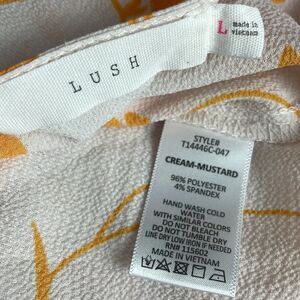 LUSH
L
made in
vietnam
STYLE#
T14446C-047
CREAM-MUSTARD
96% POLYESTER
4% SPANDEX
HAND WASH COLD
WATER
WITH SIMILAR COLORS
DO NOT BLEACH
DO NOT TUMBLE DRY
LINE DRY LOW IRON IF NEEDED
RN# 115602
MADE IN VIETNAM